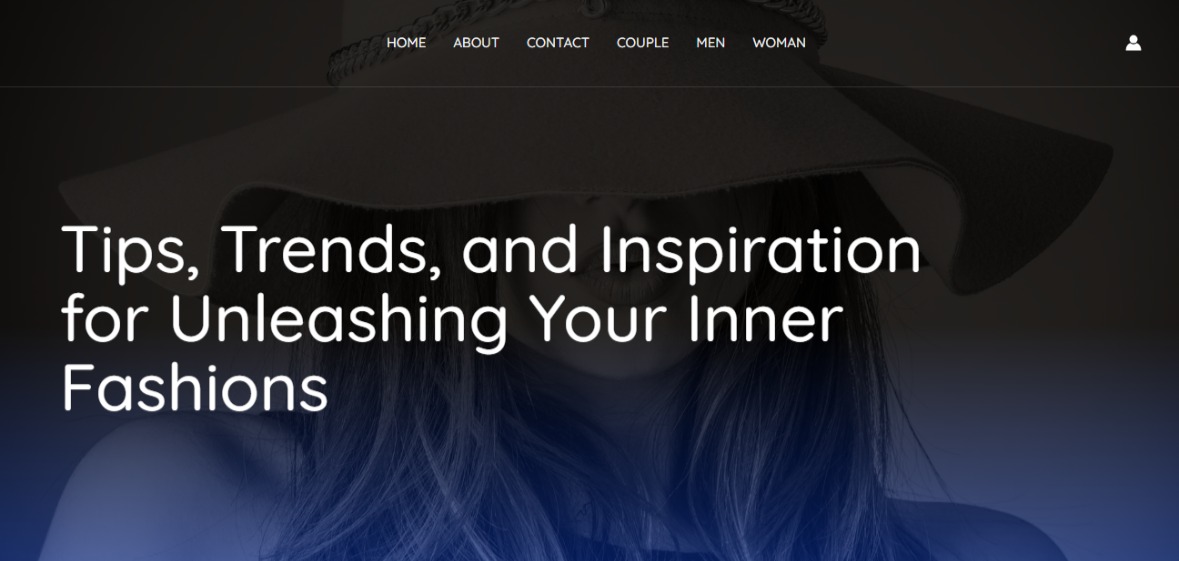 HOME ABOUT CONTACT COUPLE MEN WOMAN
Tips, Trends, and Inspiration
for Unleashing Your Inner
Fashions